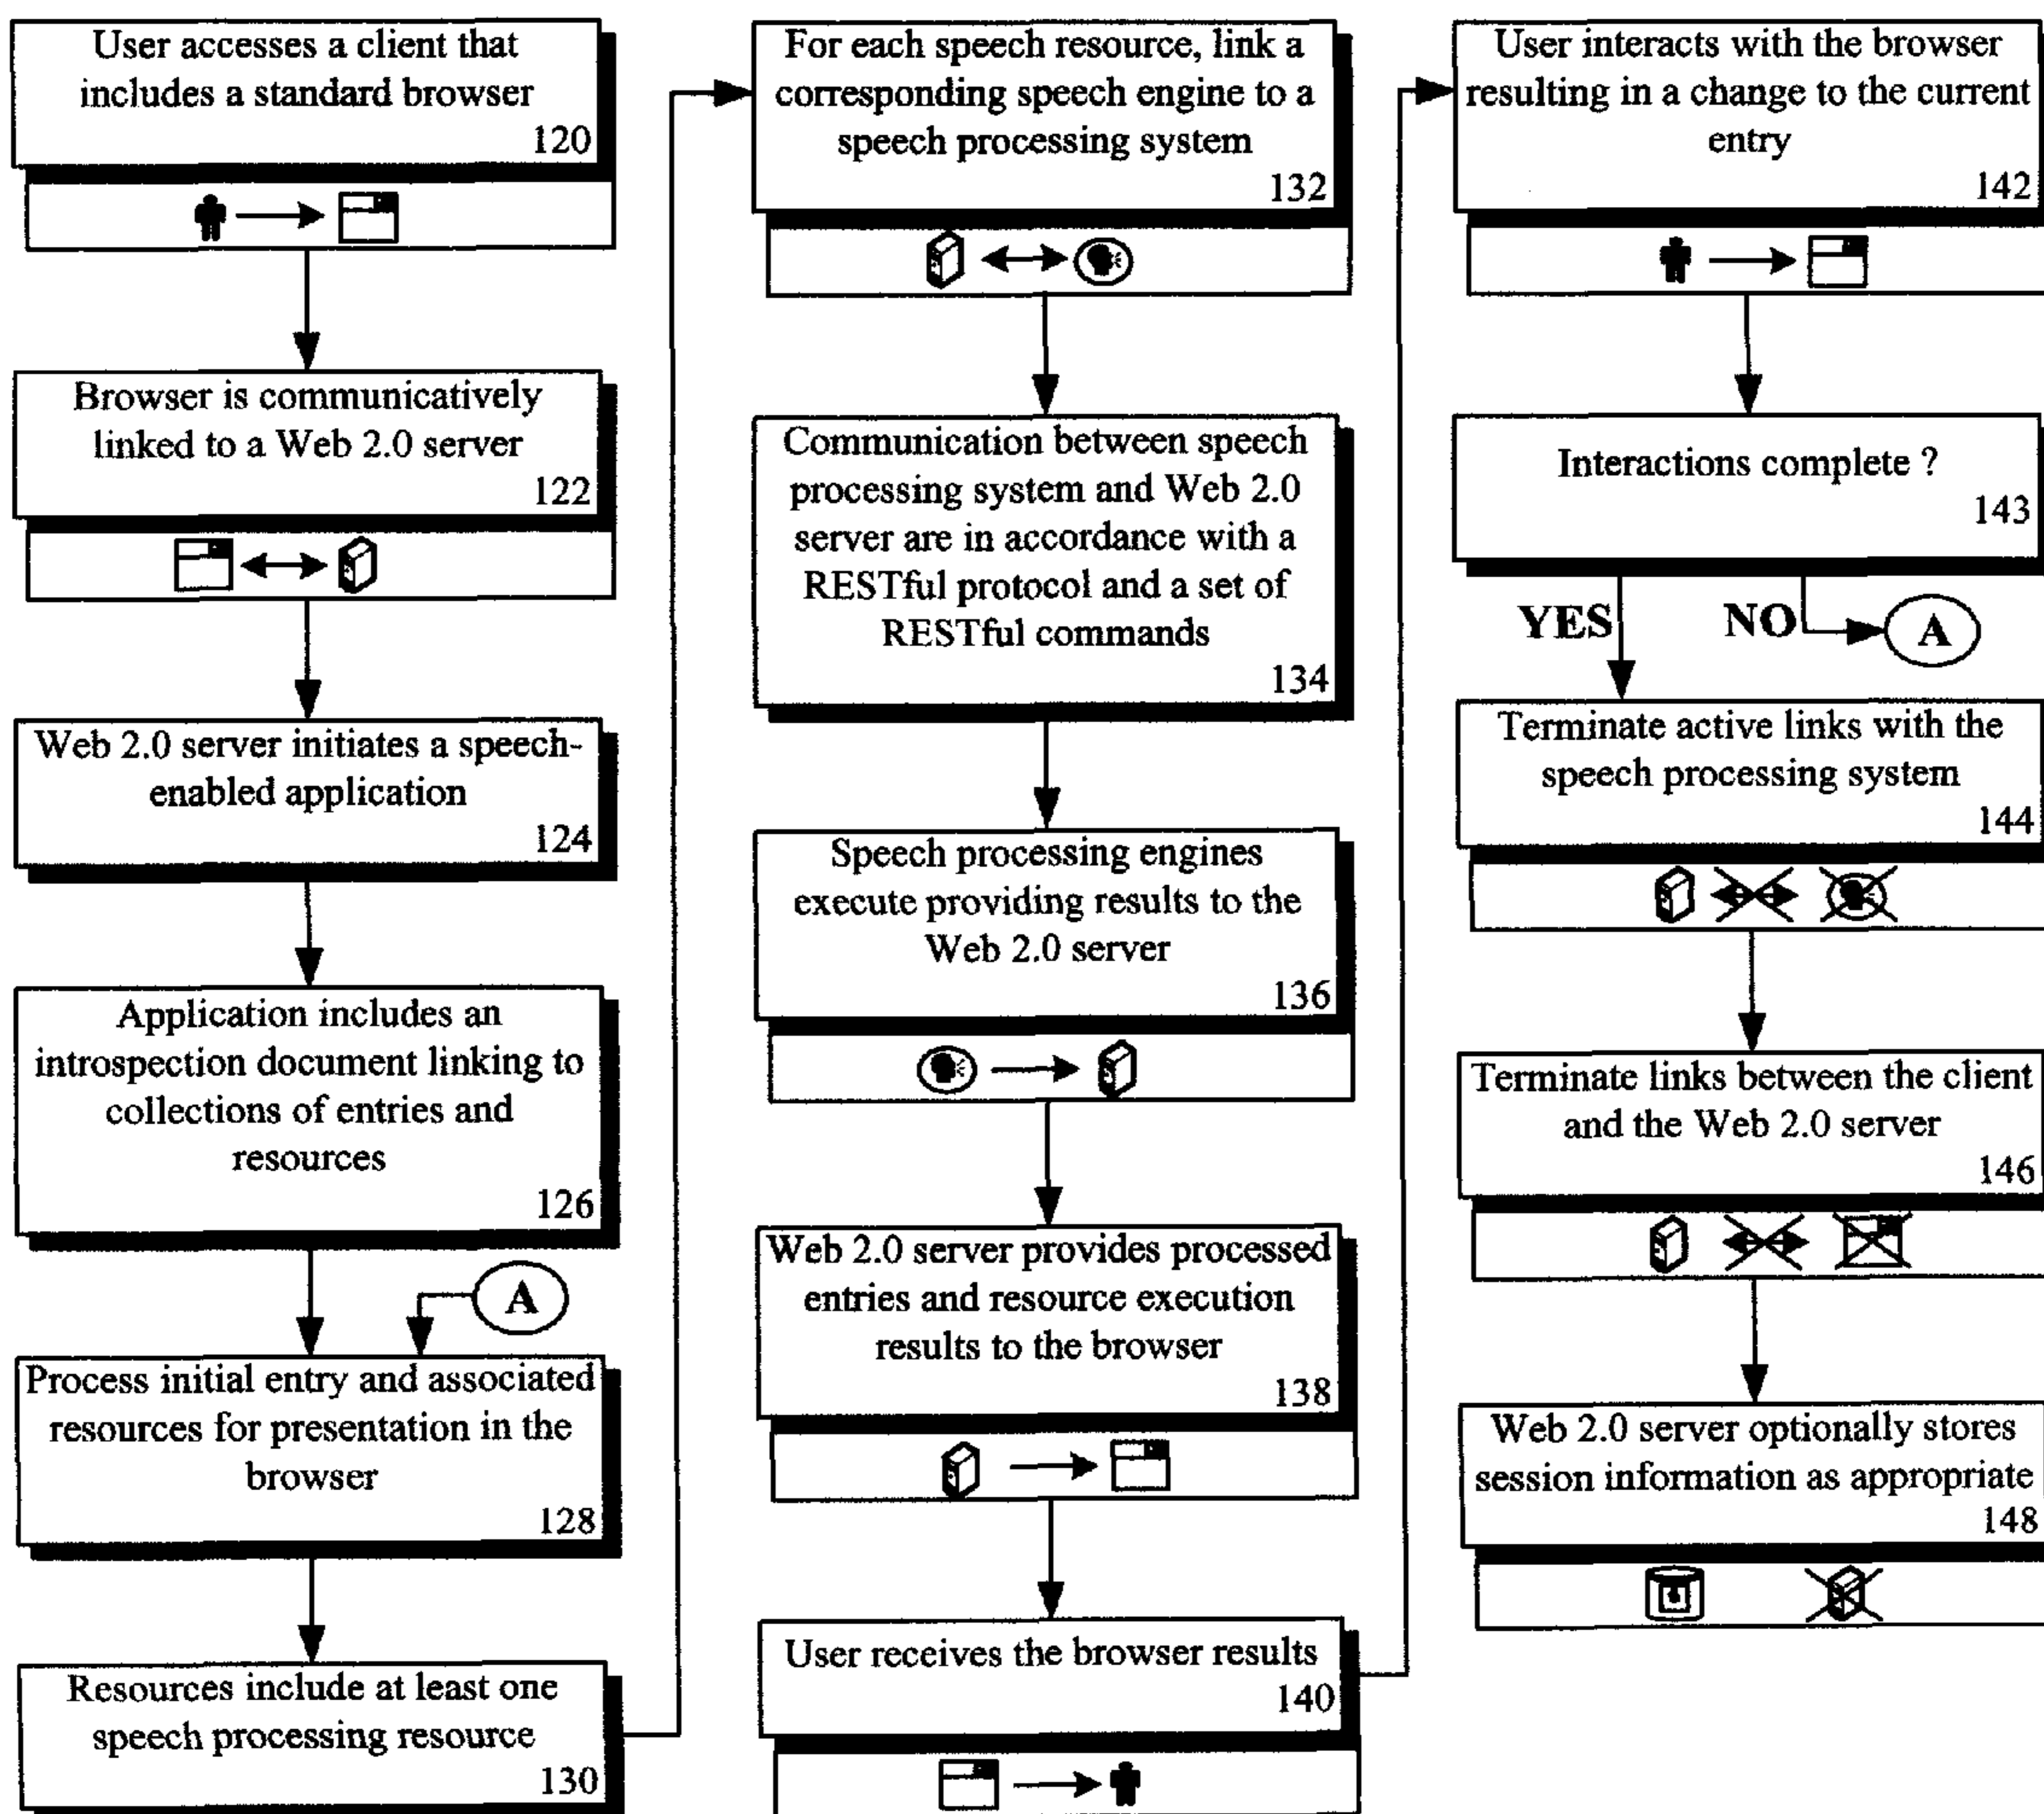 User accesses a client that
includes a standard browser
120
Browser is communicatively
linked to a Web 2.0 server
122
Web 2.0 server initiates a speech-
enabled application
124
Application includes an
introspection document linking to
collections of entries and
resources
126
A
Process initial entry and associated
resources for presentation in the
browser
128
Resources include at least one
speech processing resource
130
For each speech resource, link a
corresponding speech engine to a
speech processing system
132
Communication between speech
processing system and Web 2.0
server are in accordance with a
RESTful protocol and a set of
RESTful commands
134
Speech processing engines
execute providing results to the
Web 2.0 server
136
Web 2.0 server provides processed
entries and resource execution
results to the browser
138
User receives the browser results
140
User interacts with the browser
resulting in a change to the current
entry
142
Interactions complete ?
143
YES
NO
A
Terminate active links with the
speech processing system
144
Terminate links between the client
and the Web 2.0 server
146
Web 2.0 server optionally stores
session information as appropriate
148